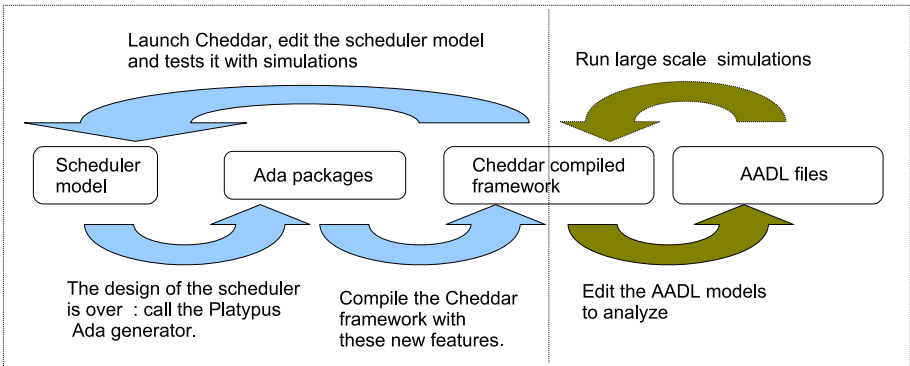 Launch Cheddar, edit the scheduler model
and tests it with simulations
Run large scale simulations
Scheduler
model
Ada packages
Cheddar compiled
framework
AADL files
The design of the scheduler
is over : call the Platypus
Ada generator.
Compile the Cheddar
framework with
these new features.
Edit the AADL models
to analyze